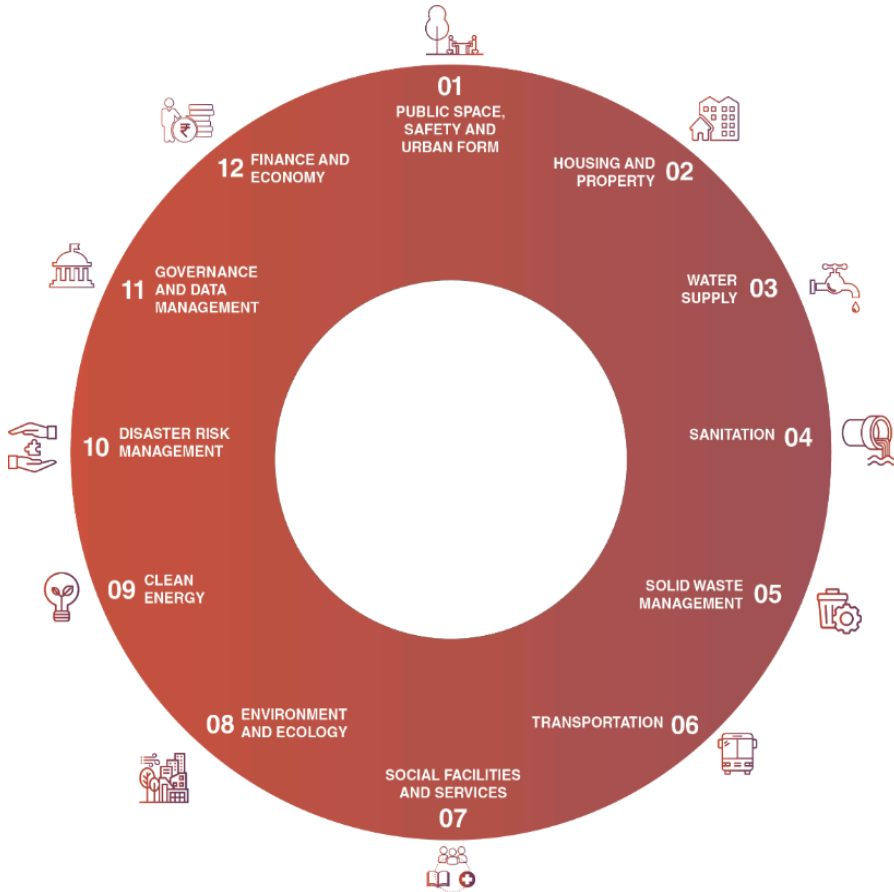 01
PUBLIC SPACE,
SAFETY AND
URBAN FORM
HOUSING AND
PROPERTY
02
WATER
SUPPLY
03
SANITATION
04
SOLID WASTE
MANAGEMENT
05
TRANSPORTATION
06
SOCIAL FACILITIES
AND SERVICES
07
08
ENVIRONMENT
AND ECOLOGY
09
CLEAN
ENERGY
10
DISASTER RISK
MANAGEMENT
11
GOVERNANCE
AND DATA
MANAGEMENT
12
FINANCE AND
ECONOMY
₹